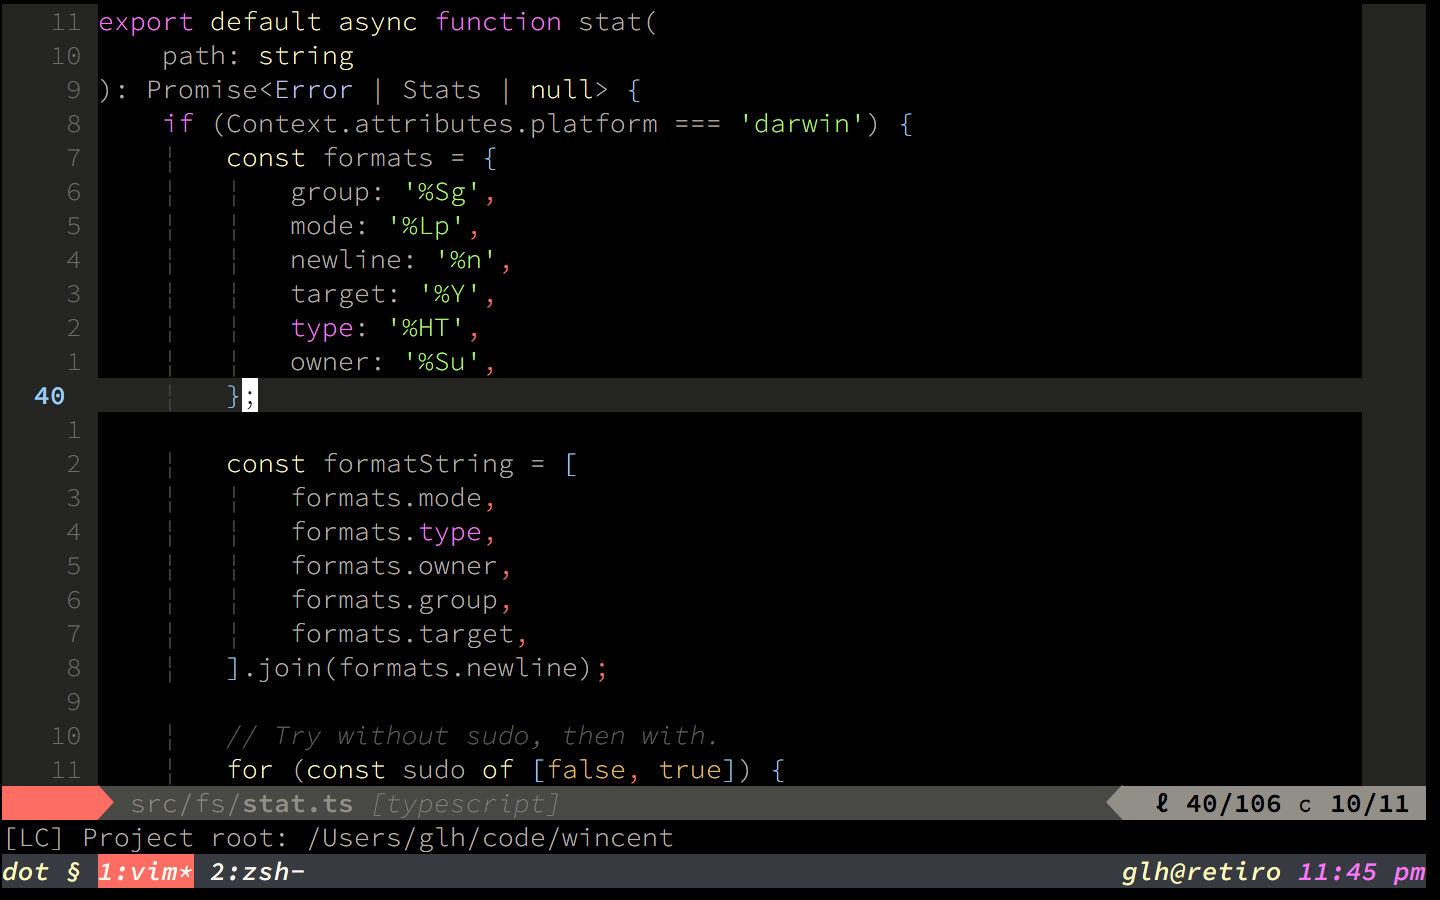 11 export default async function stat(
10     path: string
9 ): Promise<Error | Stats | null> {
8     if (Context.attributes.platform === 'darwin') {
7         const formats = {
6             group: '%Sg',
5             mode: '%Lp',
4             newline: '%n',
3             target: '%Y',
2             type: '%HT',
1             owner: '%Su',
40         };
1
2         const formatString = [
3             formats.mode,
4             formats.type,
5             formats.owner,
6             formats.group,
7             formats.target,
8         ].join(formats.newline);
9
10         // Try without sudo, then with.
11         for (const sudo of [false, true]) {
src/fs/stat.ts [typescript] ℓ 40/106 c 10/11
[LC] Project root: /Users/glh/code/wincent
dot § 1:vim* 2:zsh- glh@retiro 11:45 pm